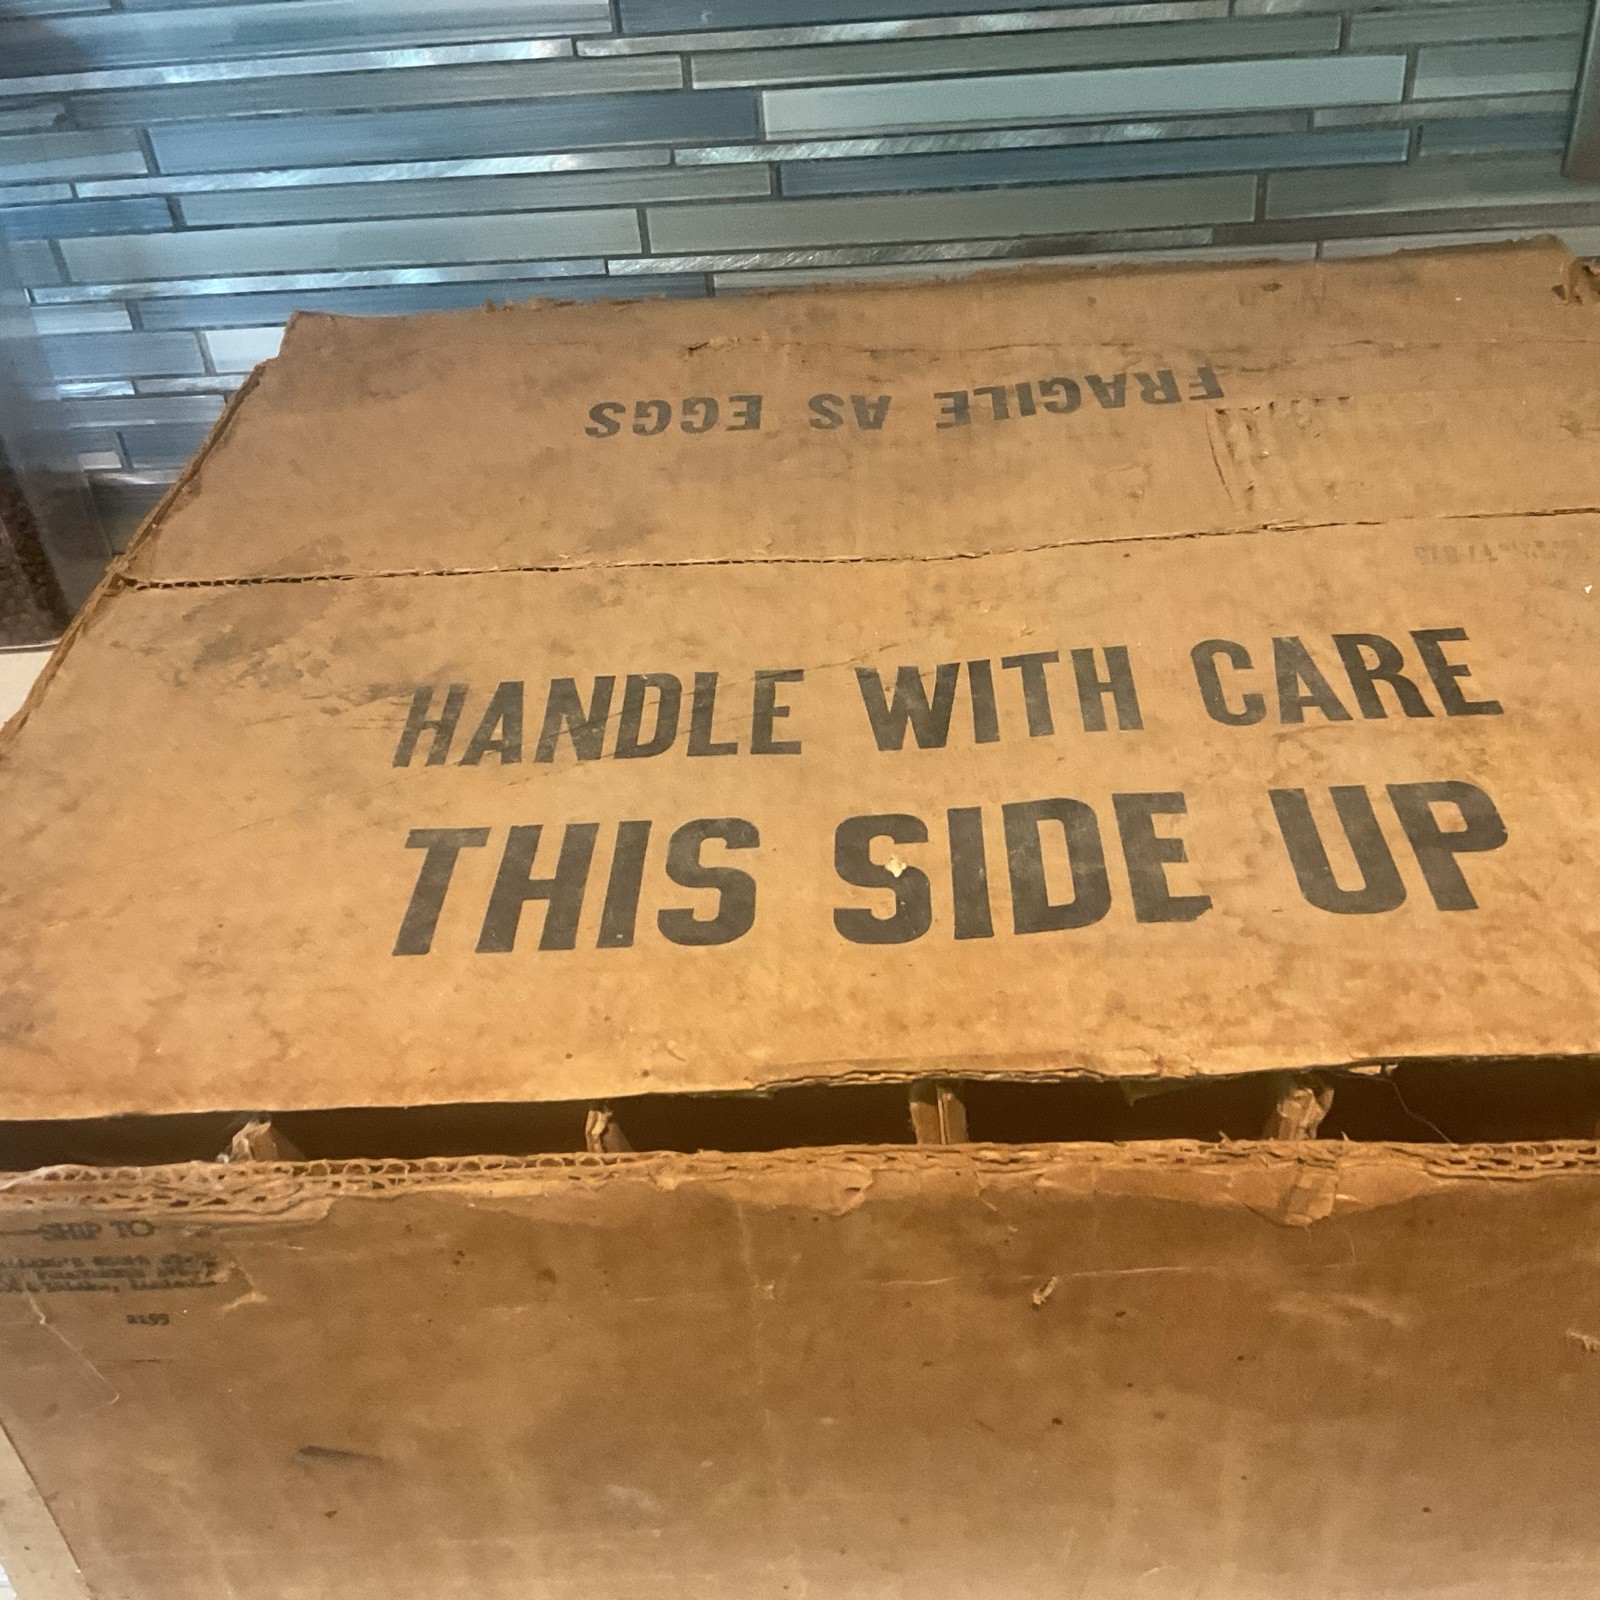 FRAGILE AS EGGS
HANDLE WITH CARE
THIS SIDE UP
SHIP TO